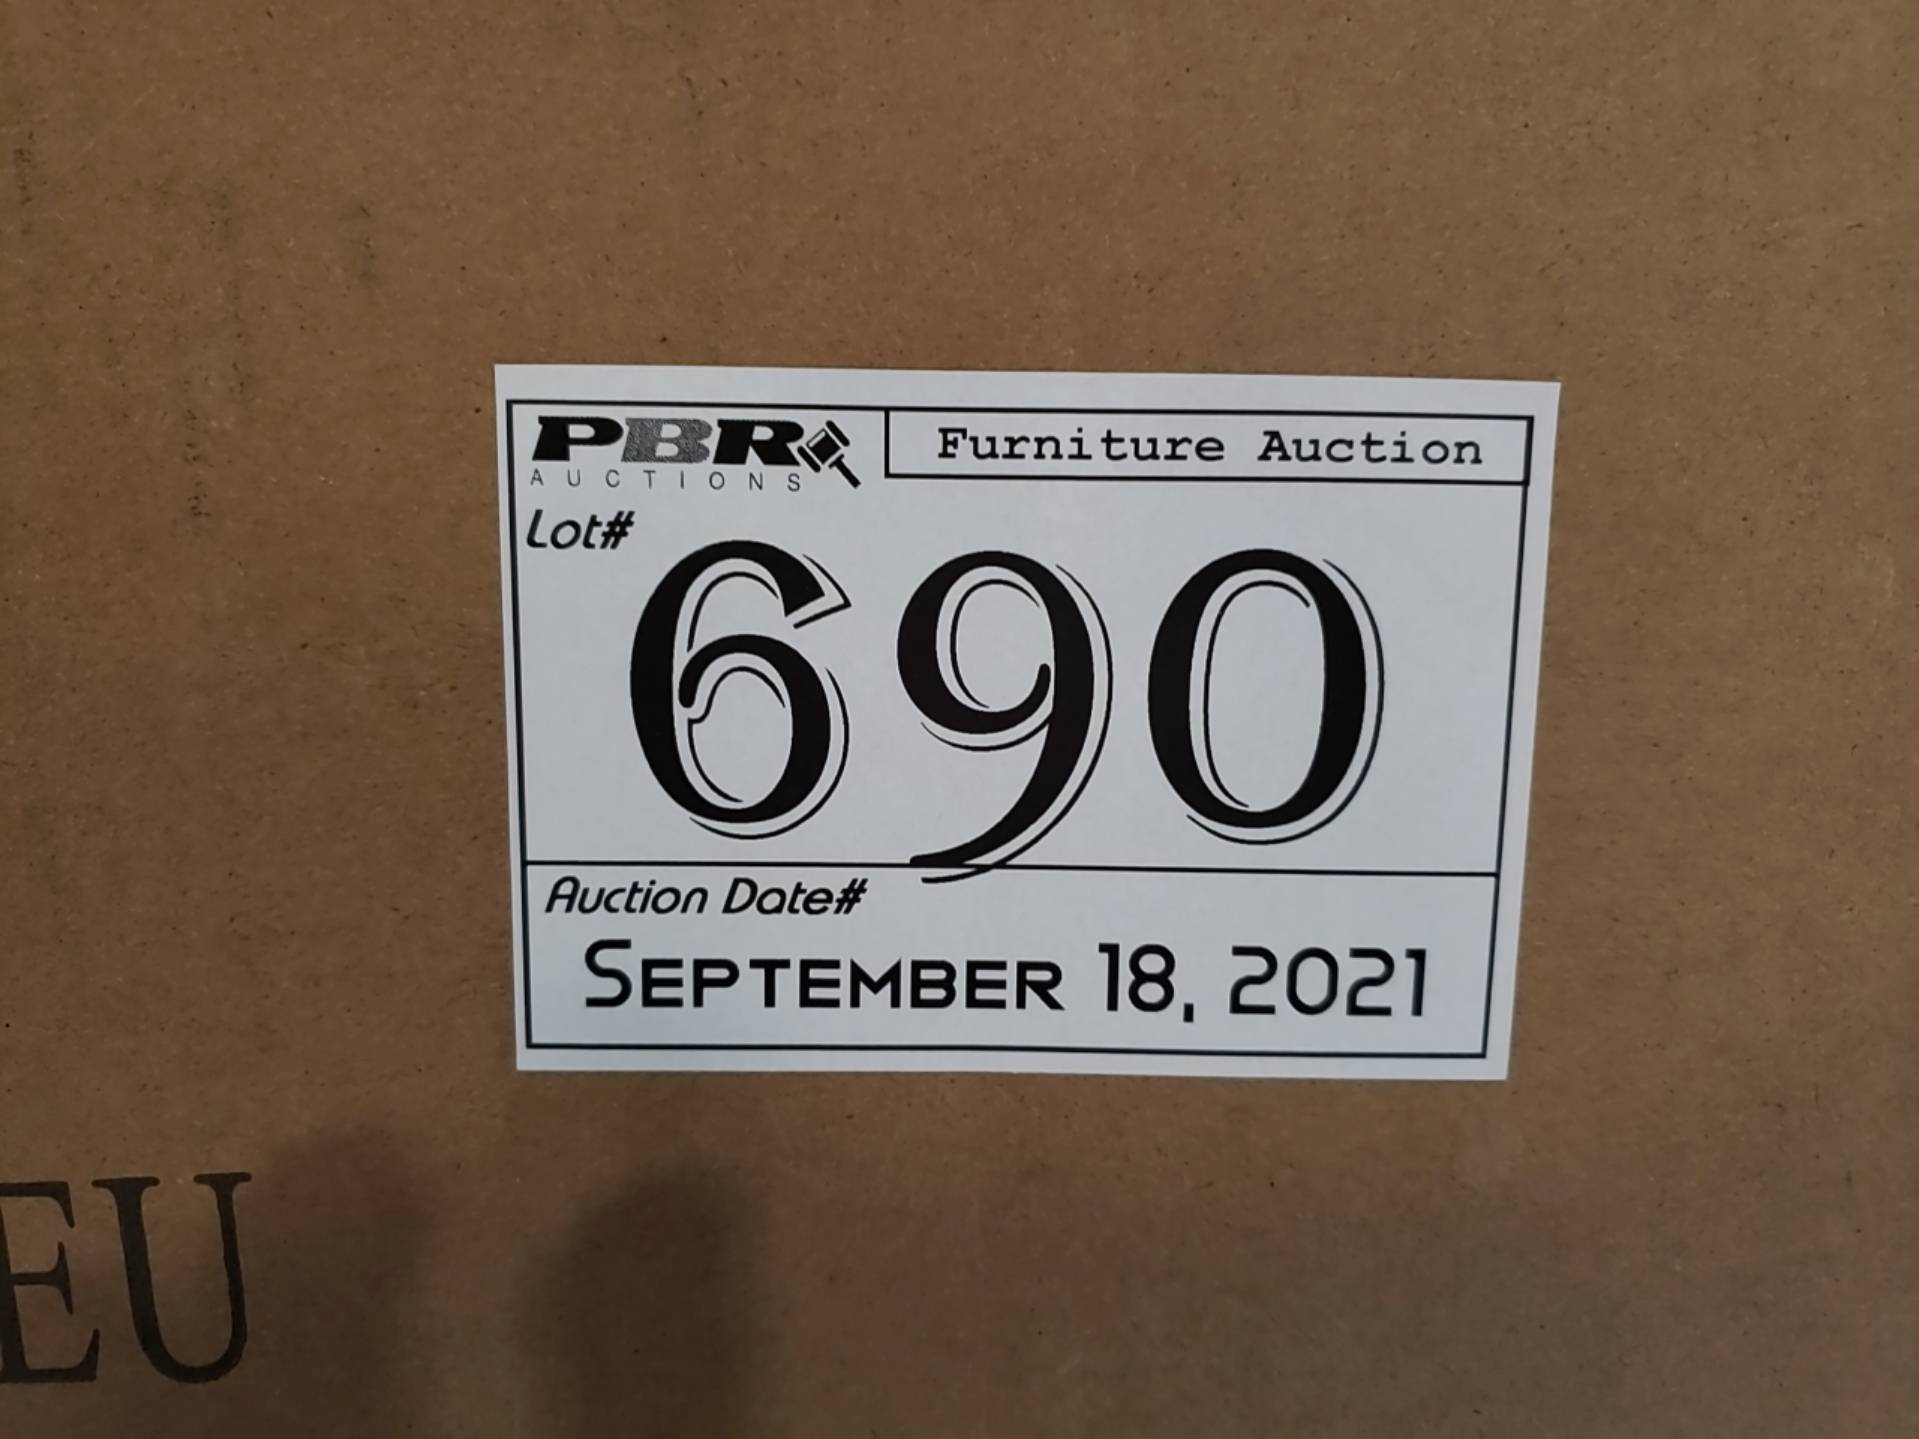 PBR
AUCTIONS
Furniture Auction
Lot#
690
Auction Date#
SEPTEMBER 18, 2021
EU